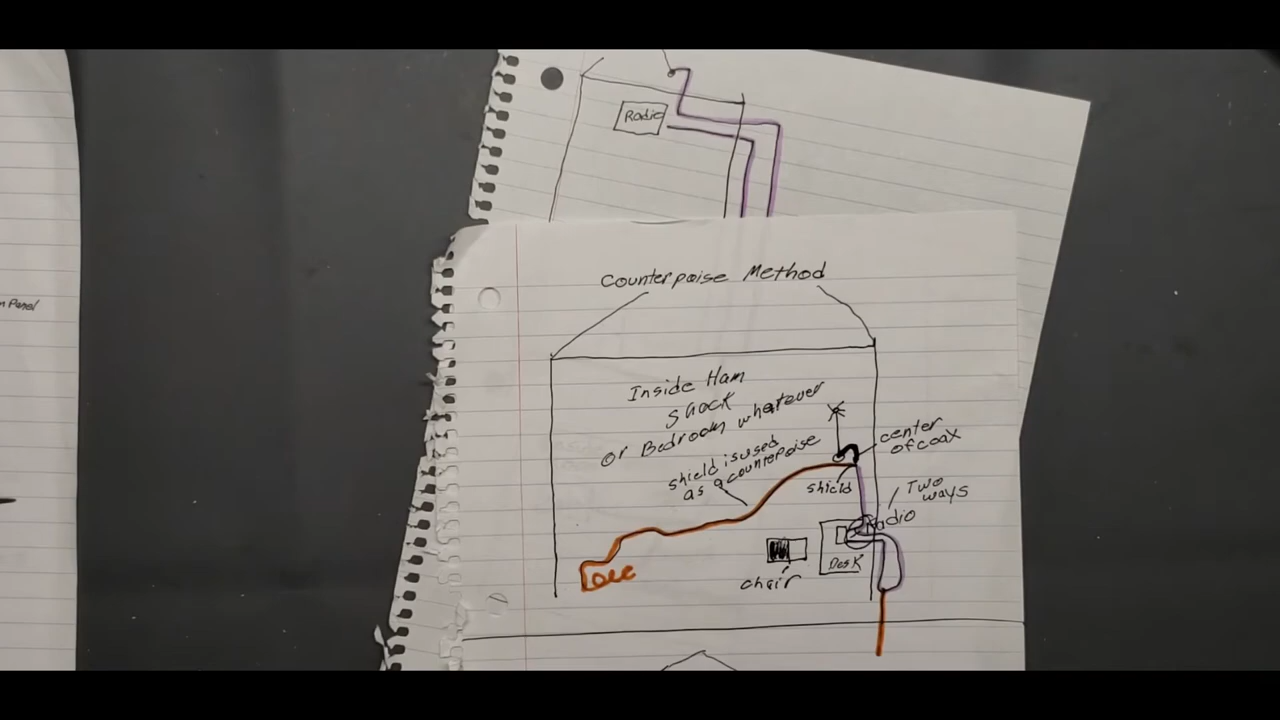 n Panel
Radio
Counterpoise Method
Inside Ham
Shack
or Bedroom whatever
shield is used
as a counterpoise
center
of coax
shield
Two
ways
Radio
Desk
chair